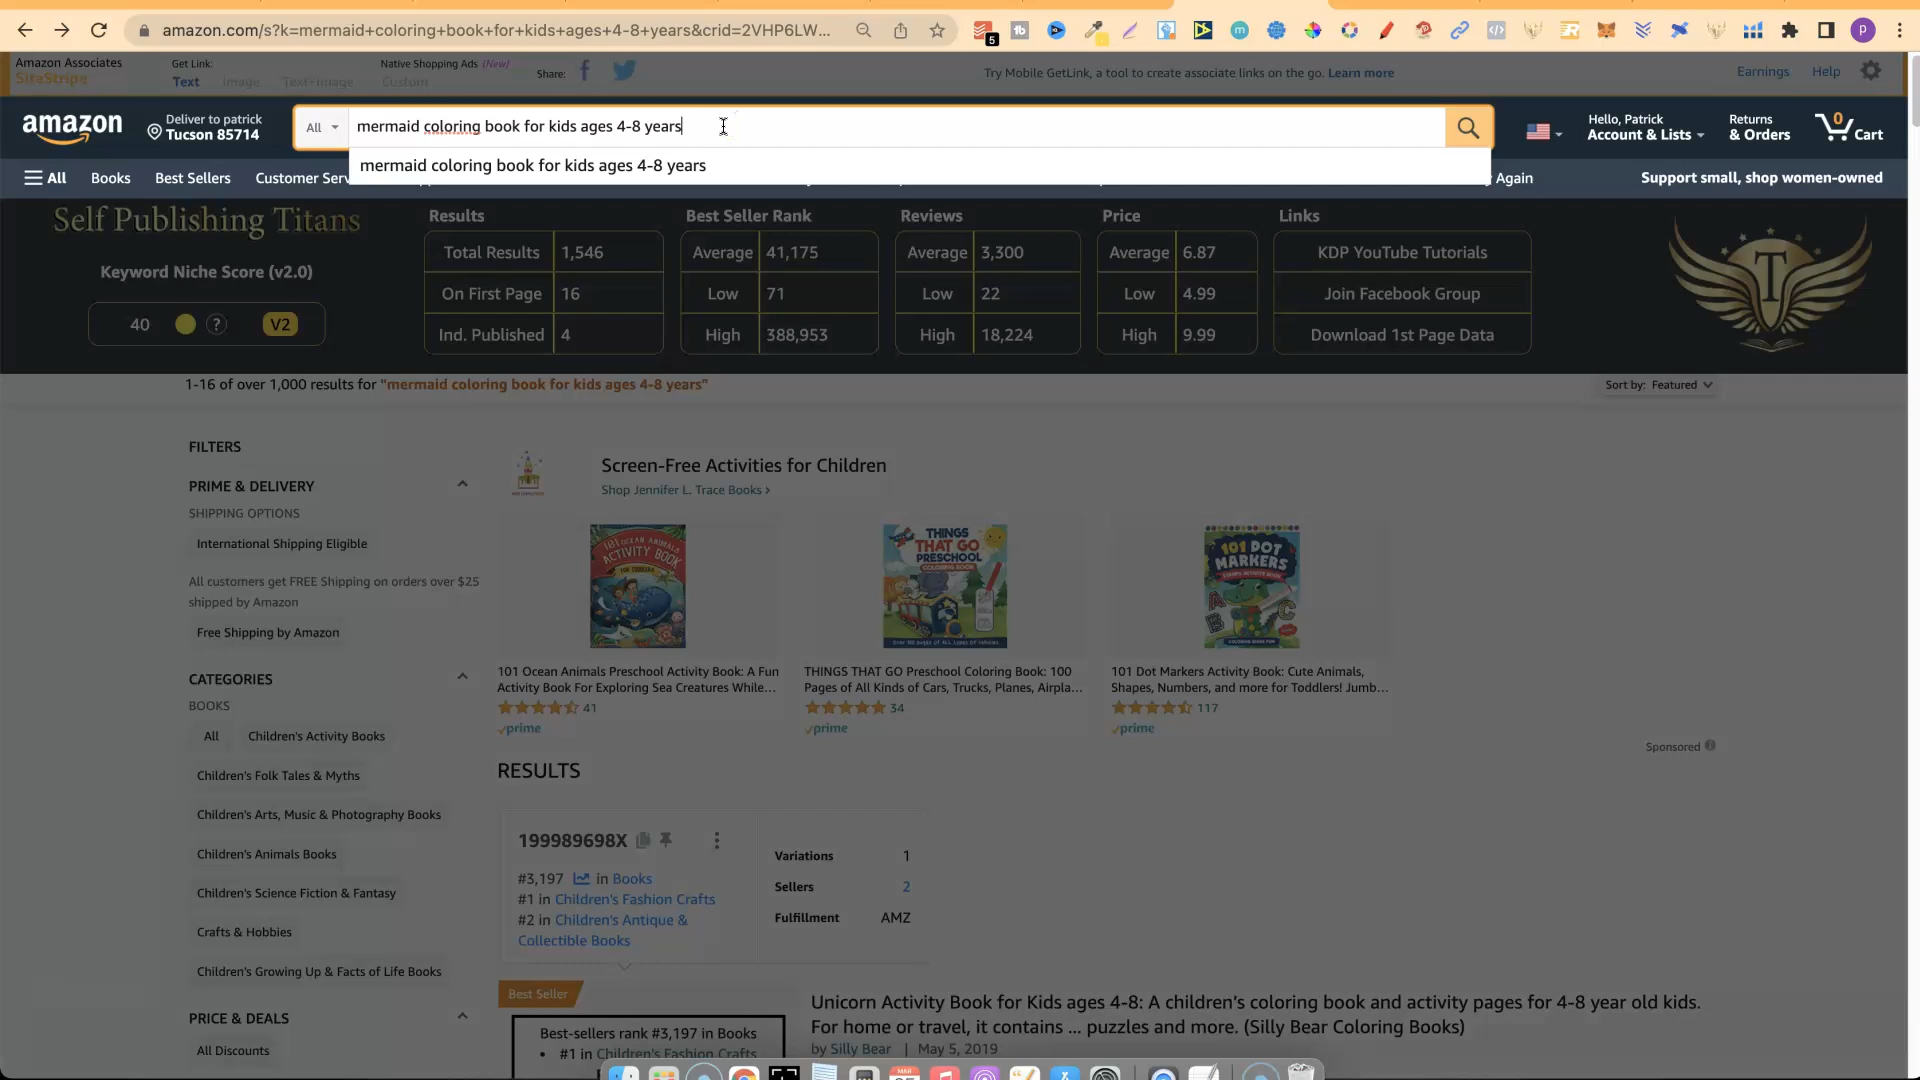 amazon.com/s?k=mermaid+coloring+book+for+kids+ages+4-8+years&crid=2VHP6LW...
5
p
Amazon Associates
SiteStripe
Get Link:
Text
Image
Text+Image
Native Shopping Ads (New)
Custom
Share:
Try Mobile GetLink, a tool to create associate links on the go. Learn more
Earnings
Help
amazon
Deliver to patrick
Tucson 85714
All
mermaid coloring book for kids ages 4-8 years
Hello, Patrick
Account & Lists
Returns
& Orders
0
Cart
mermaid coloring book for kids ages 4-8 years
All
Books
Best Sellers
Customer Serv
Again
Support small, shop women-owned
Self Publishing Titans
Keyword Niche Score (v2.0)
40
?
V2
Results
Total Results 1,546
On First Page 16
Ind. Published 4
Best Seller Rank
Average 41,175
Low 71
High 388,953
Reviews
Average 3,300
Low 22
High 18,224
Price
Average 6.87
Low 4.99
High 9.99
Links
KDP YouTube Tutorials
Join Facebook Group
Download 1st Page Data
T
1-16 of over 1,000 results for "mermaid coloring book for kids ages 4-8 years"
Sort by: Featured
FILTERS
PRIME & DELIVERY
SHIPPING OPTIONS
International Shipping Eligible
All customers get FREE Shipping on orders over $25
shipped by Amazon
Free Shipping by Amazon
CATEGORIES
BOOKS
All
Children's Activity Books
Children's Folk Tales & Myths
Children's Arts, Music & Photography Books
Children's Animals Books
Children's Science Fiction & Fantasy
Crafts & Hobbies
Children's Growing Up & Facts of Life Books
PRICE & DEALS
All Discounts
Screen-Free Activities for Children
Shop Jennifer L. Trace Books ›
101 OCEAN ANIMALS
ACTIVITY BOOK
THINGS
THAT GO
PRESCHOOL
COLORING BOOK
101 DOT
MARKERS
101 Ocean Animals Preschool Activity Book: A Fun
Activity Book For Exploring Sea Creatures While...
41
prime
THINGS THAT GO Preschool Coloring Book: 100
Pages of All Kinds of Cars, Trucks, Planes, Airpla...
34
prime
101 Dot Markers Activity Book: Cute Animals,
Shapes, Numbers, and more for Toddlers! Jumb...
117
prime
Sponsored
RESULTS
199989698X
#3,197 in Books
#1 in Children's Fashion Crafts
#2 in Children's Antique &
Collectible Books
Variations 1
Sellers 2
Fulfillment AMZ
Best Seller
Best-sellers rank #3,197 in Books
• #1 in Children's Fashion Crafts
Unicorn Activity Book for Kids ages 4-8: A children's coloring book and activity pages for 4-8 year old kids.
For home or travel, it contains ... puzzles and more. (Silly Bear Coloring Books)
by Silly Bear | May 5, 2019